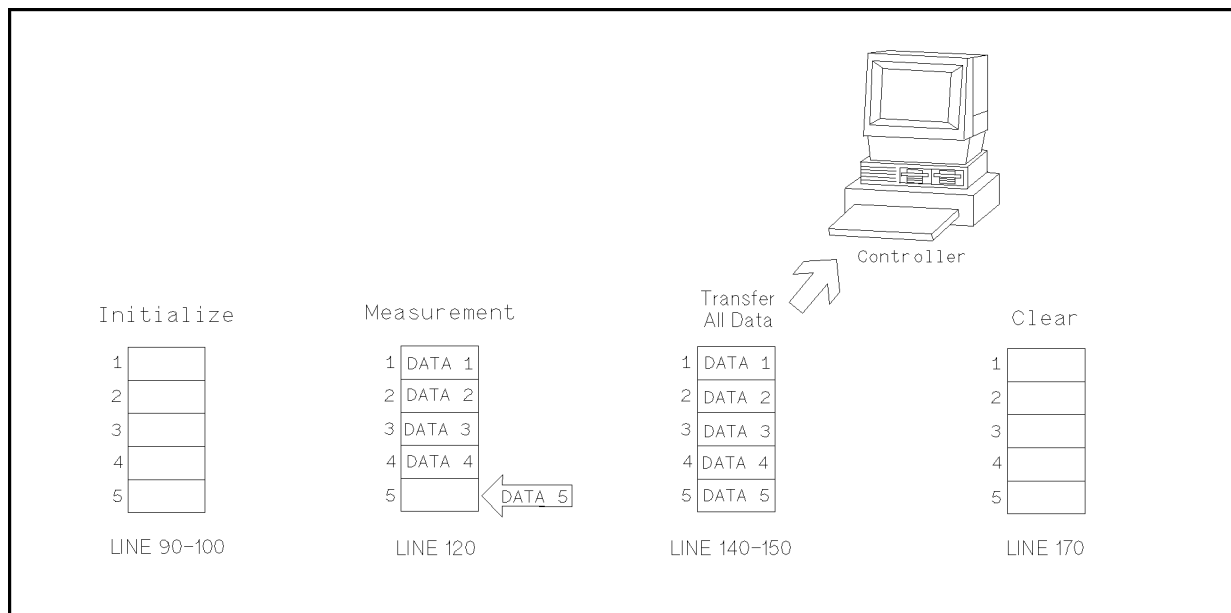 Controller
Initialize
Measurement
Transfer
All Data
Clear
1
2
3
4
5
1 DATA 1
2 DATA 2
3 DATA 3
4 DATA 4
5 DATA 5
1 DATA 1
2 DATA 2
3 DATA 3
4 DATA 4
5 DATA 5
1
2
3
4
5
LINE 90-100
LINE 120
LINE 140-150
LINE 170